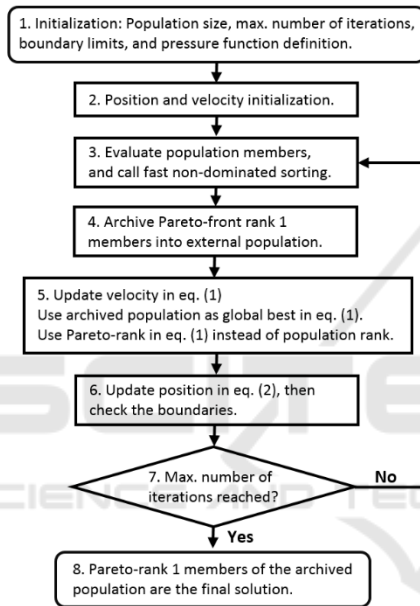 1. Initialization: Population size, max. number of iterations,
boundary limits, and pressure function definition.
2. Position and velocity initialization.
3. Evaluate population members,
and call fast non-dominated sorting.
4. Archive Pareto-front rank 1
members into external population.
5. Update velocity in eq. (1)
Use archived population as global best in eq. (1).
Use Pareto-rank in eq. (1) instead of population rank.
6. Update position in eq. (2), then
check the boundaries.
7. Max. number of
iterations reached?
No
Yes
8. Pareto-rank 1 members of the archived
population are the final solution.
SCITE
SCIENCE AND TE